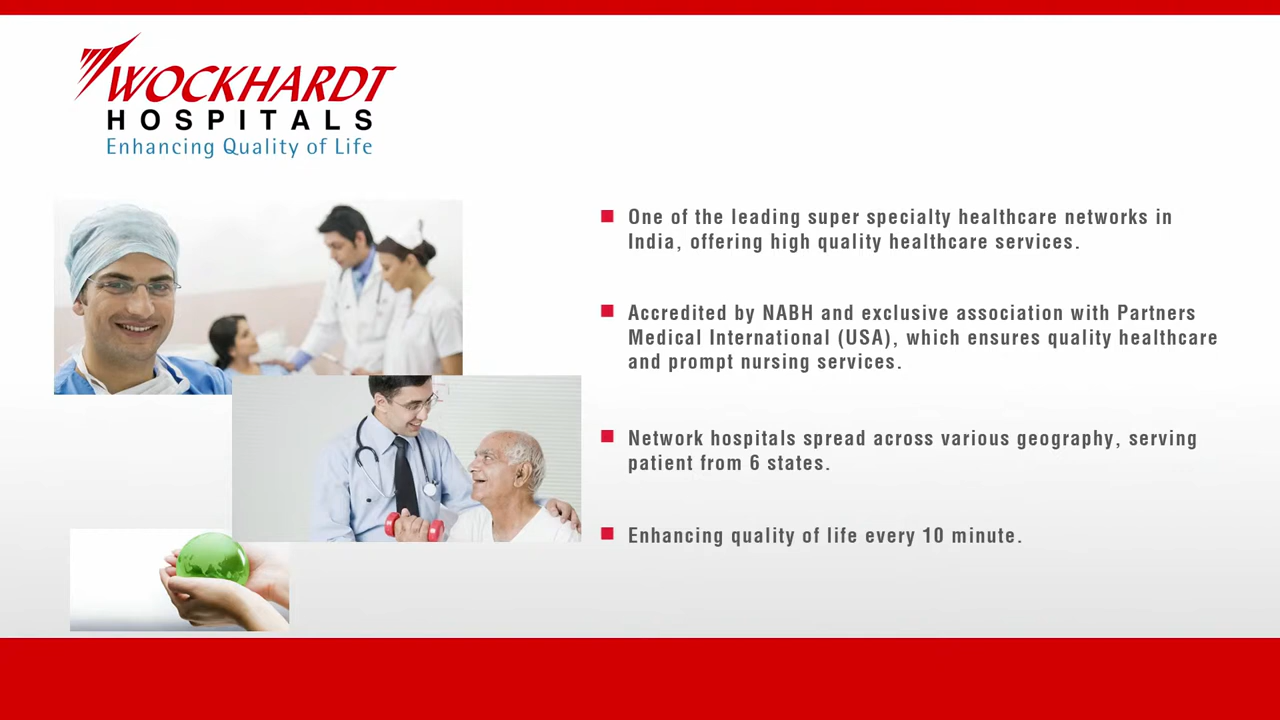 WOCKHARDT
HOSPITALS
Enhancing Quality of Life
One of the leading super specialty healthcare networks in
India, offering high quality healthcare services.
Accredited by NABH and exclusive association with Partners
Medical International (USA), which ensures quality healthcare
and prompt nursing services.
Network hospitals spread across various geography, serving
patient from 6 states.
Enhancing quality of life every 10 minute.